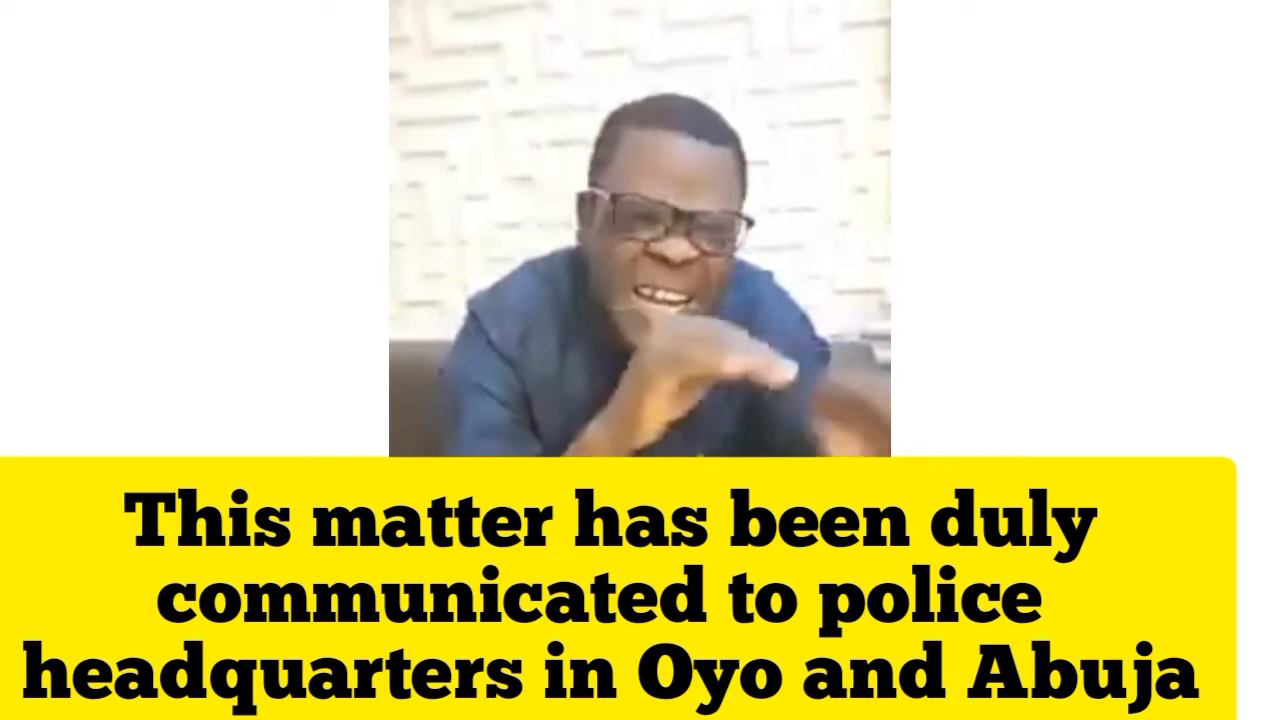 This matter has been duly
communicated to police
headquarters in Oyo and Abuja